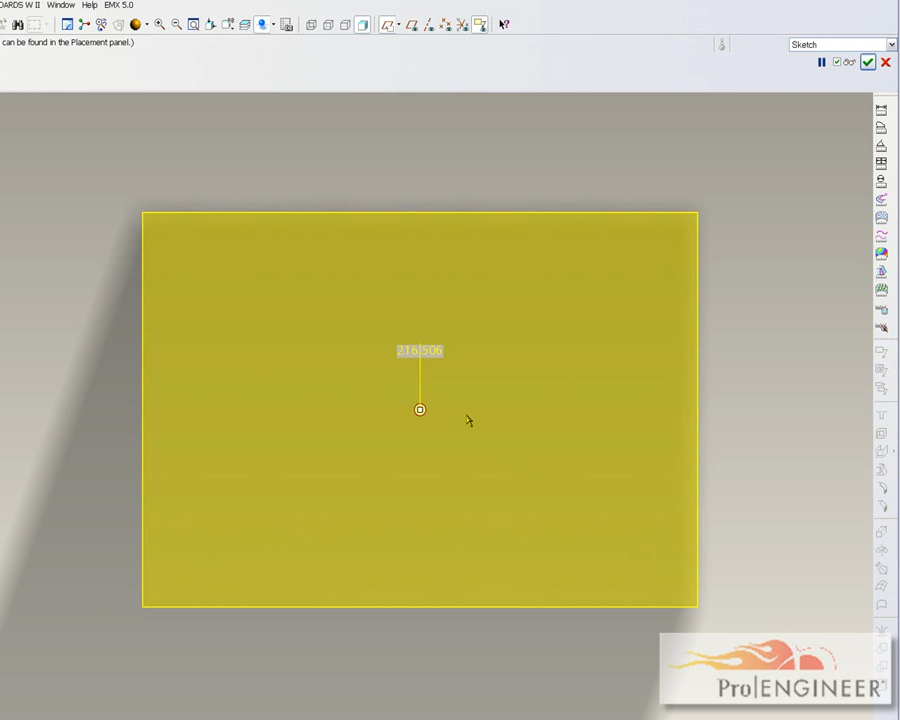 OARDS W II Window Help EMX 5.0
can be found in the Placement panel.)
Sketch
216.506
Pro|ENGINEER